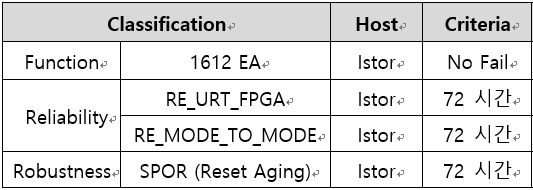 Classification Host Criteria
Function 1612 EA Istor No Fail
Reliability RE_URT_FPGA Istor 72 시간
RE_MODE_TO_MODE Istor 72 시간
Robustness SPOR (Reset Aging) Istor 72 시간